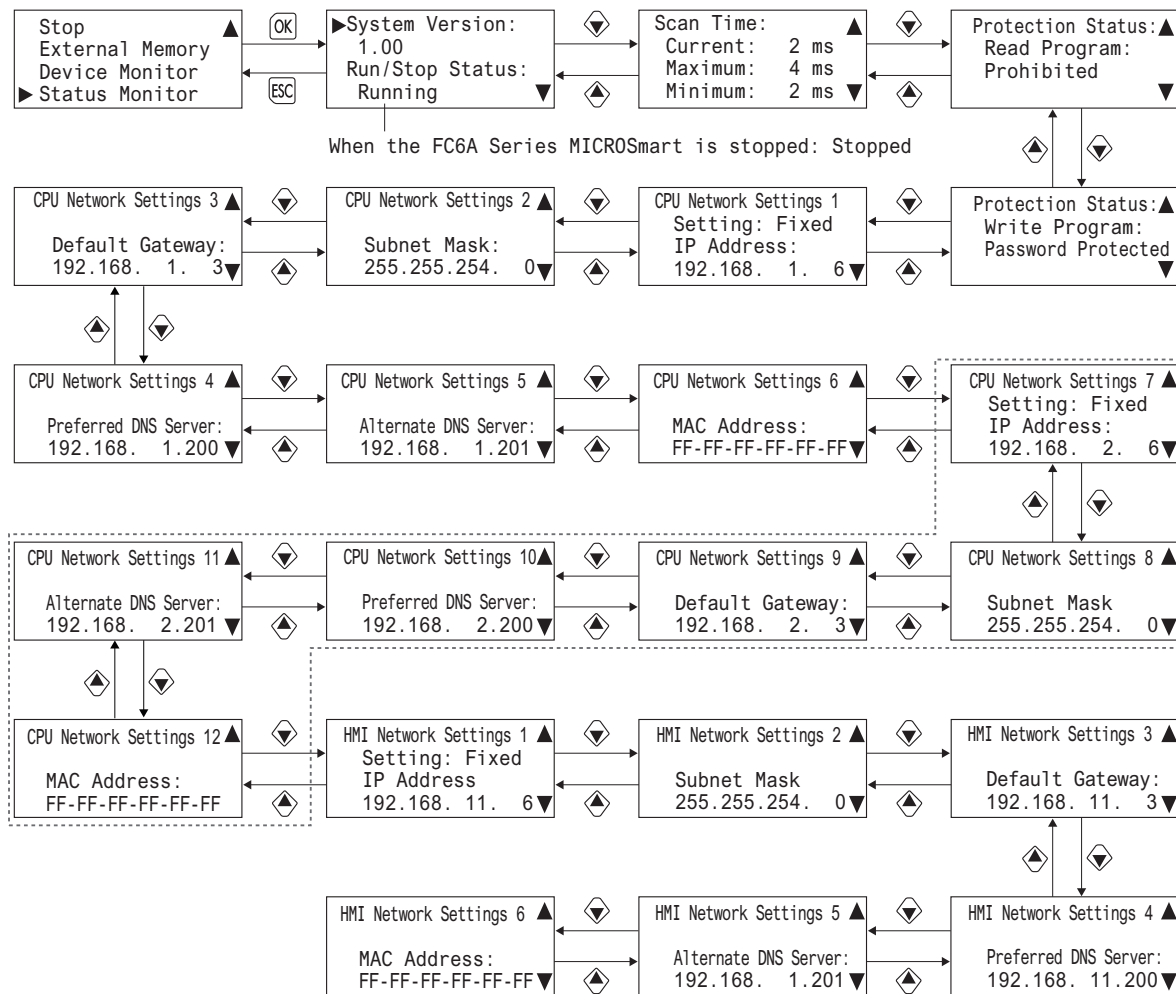 Stop
External Memory
Device Monitor
Status Monitor
OK
ESC
System Version:
1.00
Run/Stop Status:
Running
Scan Time:
Current: 2 ms
Maximum: 4 ms
Minimum: 2 ms
Protection Status:
Read Program:
Prohibited
When the FC6A Series MICROSmart is stopped: Stopped
CPU Network Settings 3
Default Gateway:
192.168. 1. 3
CPU Network Settings 2
Subnet Mask:
255.255.254. 0
CPU Network Settings 1
Setting: Fixed
IP Address:
192.168. 1. 6
Protection Status:
Write Program:
Password Protected
CPU Network Settings 4
Preferred DNS Server:
192.168. 1.200
CPU Network Settings 5
Alternate DNS Server:
192.168. 1.201
CPU Network Settings 6
MAC Address:
FF-FF-FF-FF-FF-FF
CPU Network Settings 7
Setting: Fixed
IP Address:
192.168. 2. 6
CPU Network Settings 11
Alternate DNS Server:
192.168. 2.201
CPU Network Settings 10
Preferred DNS Server:
192.168. 2.200
CPU Network Settings 9
Default Gateway:
192.168. 2. 3
CPU Network Settings 8
Subnet Mask
255.255.254. 0
CPU Network Settings 12
MAC Address:
FF-FF-FF-FF-FF-FF
HMI Network Settings 1
Setting: Fixed
IP Address
192.168. 11. 6
HMI Network Settings 2
Subnet Mask
255.255.254. 0
HMI Network Settings 3
Default Gateway:
192.168. 11. 3
HMI Network Settings 6
MAC Address:
FF-FF-FF-FF-FF-FF
HMI Network Settings 5
Alternate DNS Server:
192.168. 1.201
HMI Network Settings 4
Preferred DNS Server:
192.168. 11.200